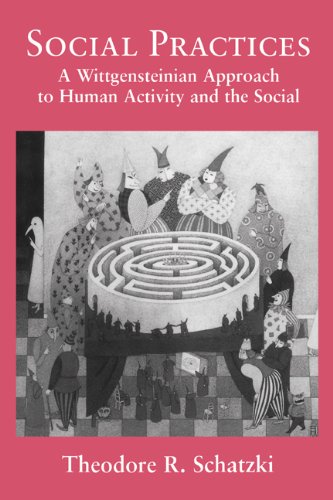 SOCIAL PRACTICES
A Wittgensteinian Approach
to Human Activity and the Social
Theodore R. Schatzki